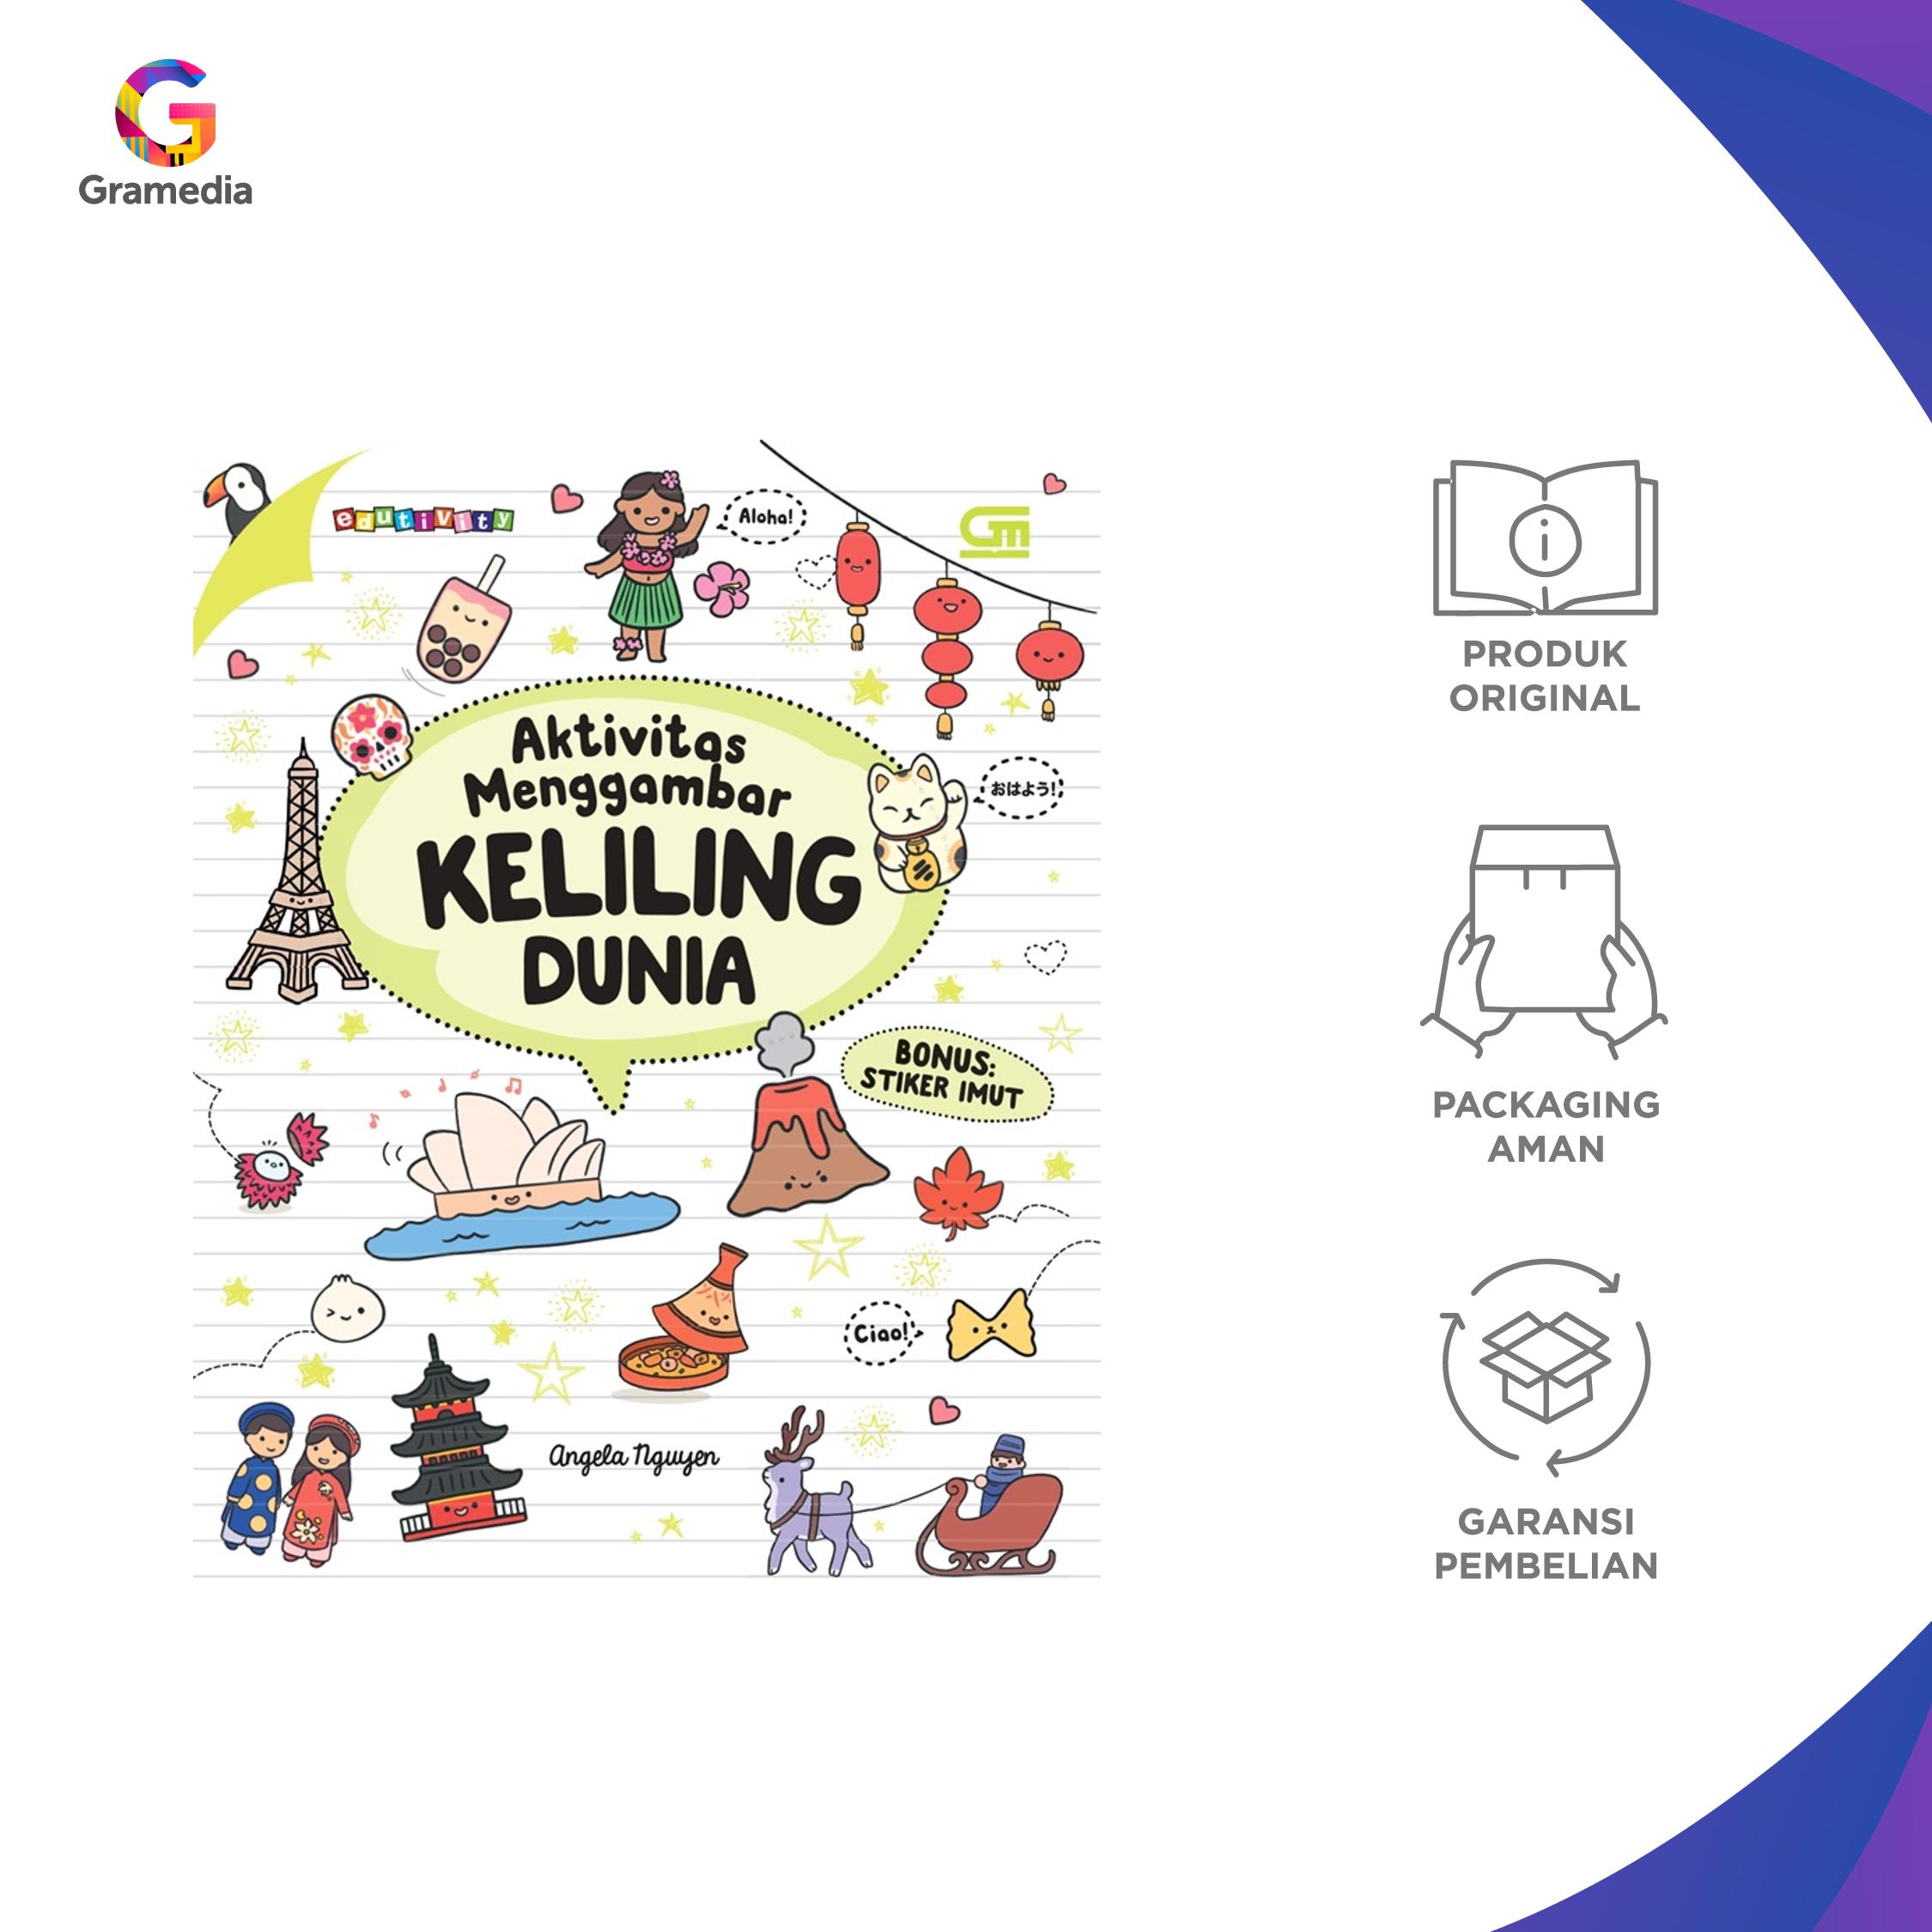 Gramedia
edutivity
Aloha!
GM
Aktivitas
Menggambar
KELILING
DUNIA
おはよう!
BONUS:
STIKER IMUT
Ciao!
Angela Nguyen
PRODUK
ORIGINAL
PACKAGING
AMAN
GARANSI
PEMBELIAN